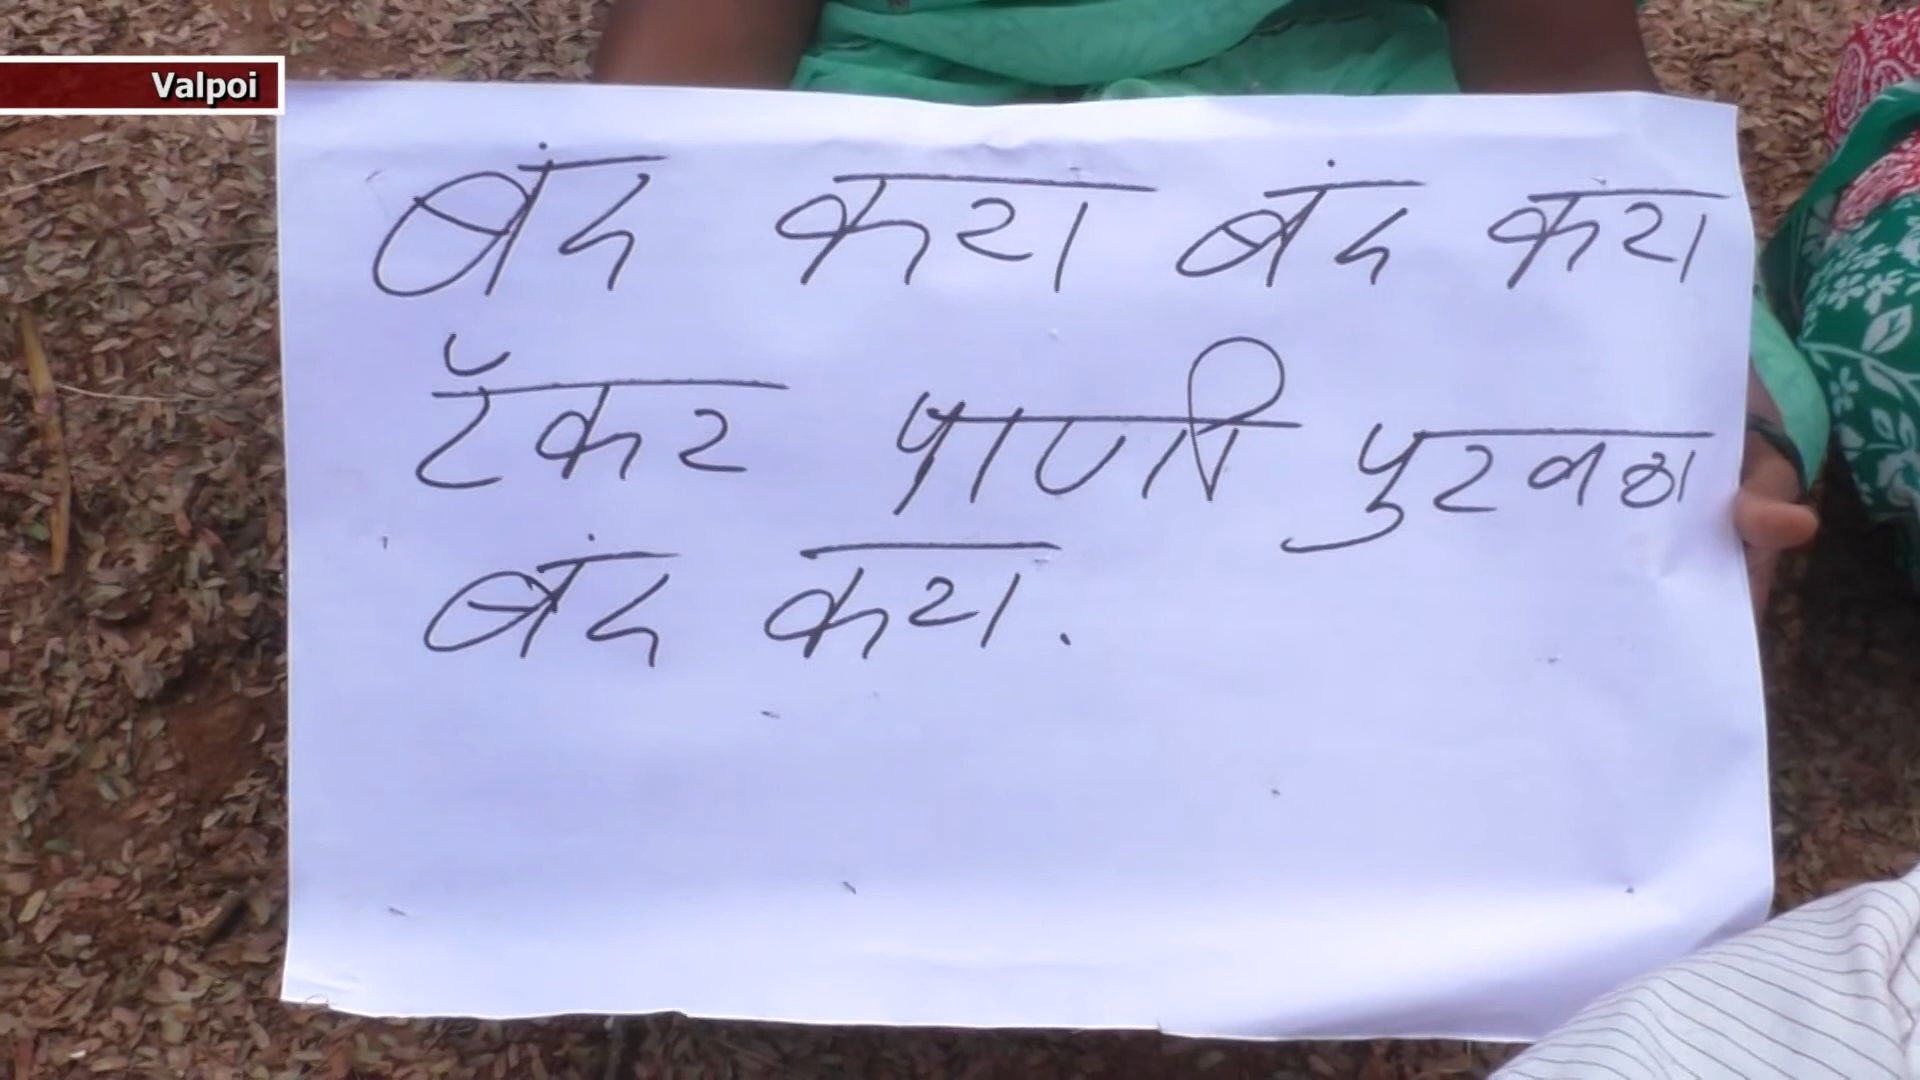 Valpoi
बंद करा बंद करा
टॅंकर पाणी पुरवठा
बंद करा.